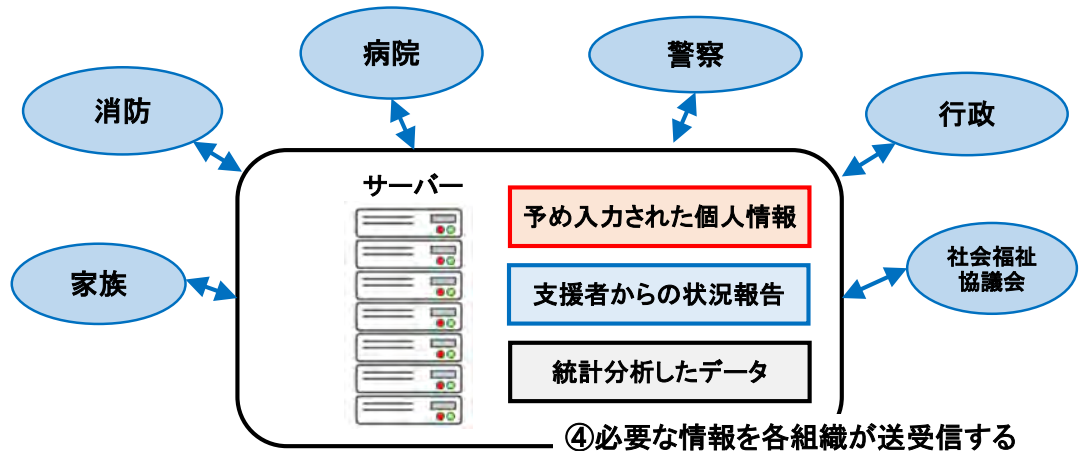 病院
警察
消防
行政
サーバー
予め入力された個人情報
家族
支援者からの状況報告
社会福祉
協議会
統計分析したデータ
④必要な情報を各組織が送受信する